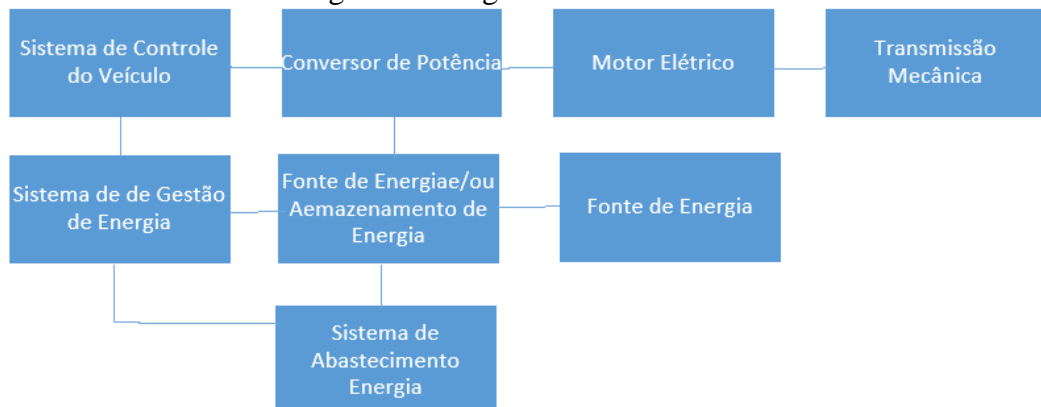 Sistema de Controle
do Veículo
Conversor de Potência
Motor Elétrico
Transmissão
Mecânica
Sistema de de Gestão
de Energia
Fonte de Energiae/ou
Aemazenamento de
Energia
Fonte de Energia
Sistema de
Abastecimento
Energia